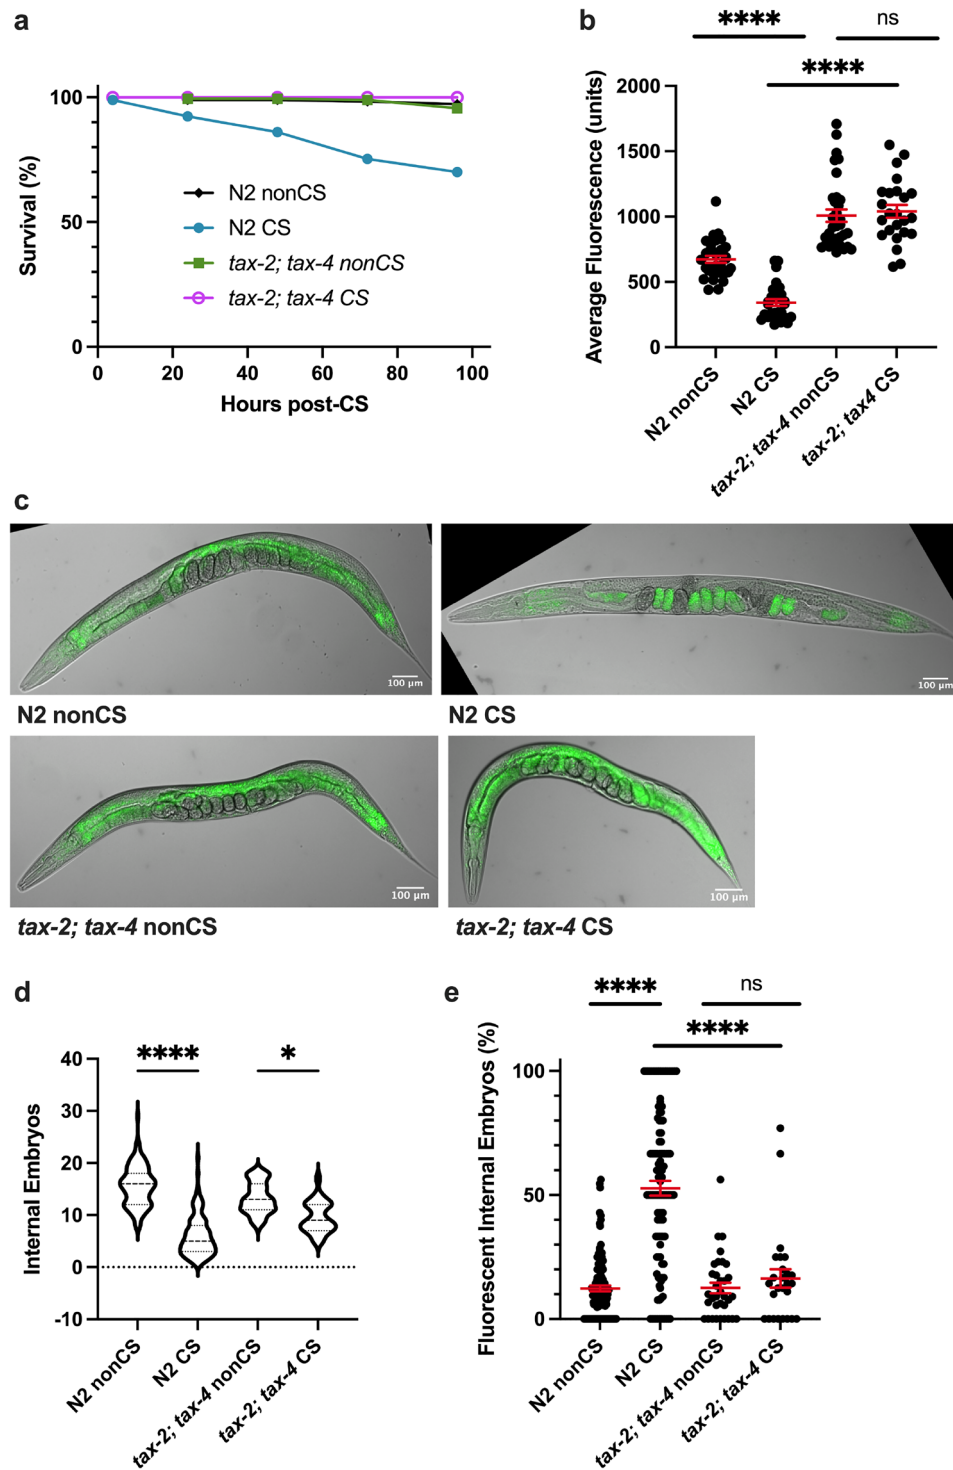 a
Survival (%)
100
50
0
N2 nonCS
N2 CS
tax-2; tax-4 nonCS
tax-2; tax-4 CS
0 20 40 60 80 100
Hours post-CS
b
**** ns
****
Average Fluorescence (units)
2000
1500
1000
500
0
N2 nonCS
N2 CS
tax-2; tax-4 nonCS
tax-2; tax4 CS
c
100 µm
100 µm
N2 nonCS
N2 CS
100 µm
100 µm
tax-2; tax-4 nonCS
tax-2; tax-4 CS
d
**** *
Internal Embryos
40
30
20
10
0
-10
N2 nonCS
N2 CS
tax-2; tax-4 nonCS
tax-2; tax-4 CS
e
**** ns
****
Fluorescent Internal Embryos (%)
100
50
0
N2 nonCS
N2 CS
tax-2; tax-4 nonCS
tax-2; tax-4 CS